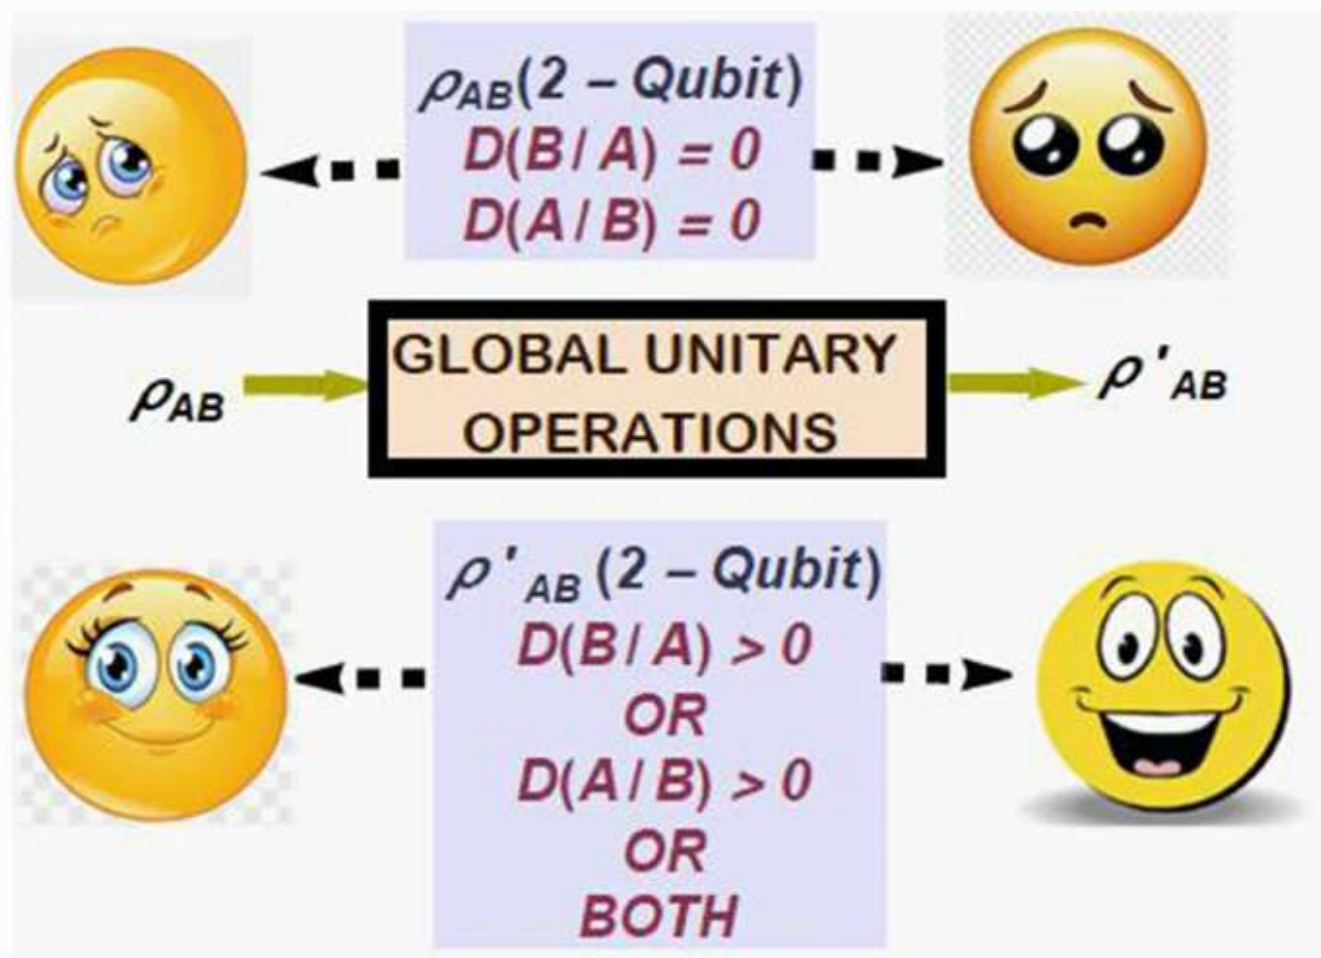 ρAB(2 – Qubit)
D(B / A) = 0
D(A / B) = 0
ρAB
GLOBAL UNITARY
OPERATIONS
ρ'AB
ρ'AB (2 – Qubit)
D(B / A) > 0
OR
D(A / B) > 0
OR
BOTH